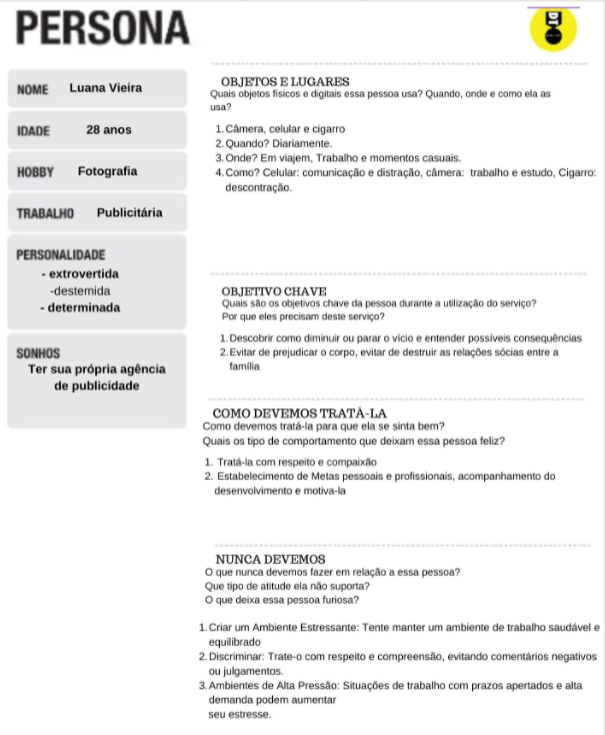 PERSONA
DT
NOME Luana Vieira
IDADE 28 anos
HOBBY Fotografia
TRABALHO Publicitária
PERSONALIDADE
- extrovertida
-destemida
- determinada
SONHOS
Ter sua própria agência
de publicidade
OBJETOS E LUGARES
Quais objetos físicos e digitais essa pessoa usa? Quando, onde e como ela as
usa?
1. Câmera, celular e cigarro
2. Quando? Diariamente.
3. Onde? Em viajem, Trabalho e momentos casuais.
4. Como? Celular: comunicação e distração, câmera: trabalho e estudo, Cigarro:
descontração.
OBJETIVO CHAVE
Quais são os objetivos chave da pessoa durante a utilização do serviço?
Por que eles precisam deste serviço?
1. Descobrir como diminuir ou parar o vício e entender possíveis consequências
2. Evitar de prejudicar o corpo, evitar de destruir as relações sócias entre a
família
COMO DEVEMOS TRATÁ-LA
Como devemos tratá-la para que ela se sinta bem?
Quais os tipo de comportamento que deixam essa pessoa feliz?
1. Tratá-la com respeito e compaixão
2. Estabelecimento de Metas pessoais e profissionais, acompanhamento do
desenvolvimento e motiva-la
NUNCA DEVEMOS
O que nunca devemos fazer em relação a essa pessoa?
Que tipo de atitude ela não suporta?
O que deixa essa pessoa furiosa?
1. Criar um Ambiente Estressante: Tente manter um ambiente de trabalho saudável e
equilibrado
2. Discriminar: Trate-o com respeito e compreensão, evitando comentários negativos
ou julgamentos.
3. Ambientes de Alta Pressão: Situações de trabalho com prazos apertados e alta
demanda podem aumentar
seu estresse.